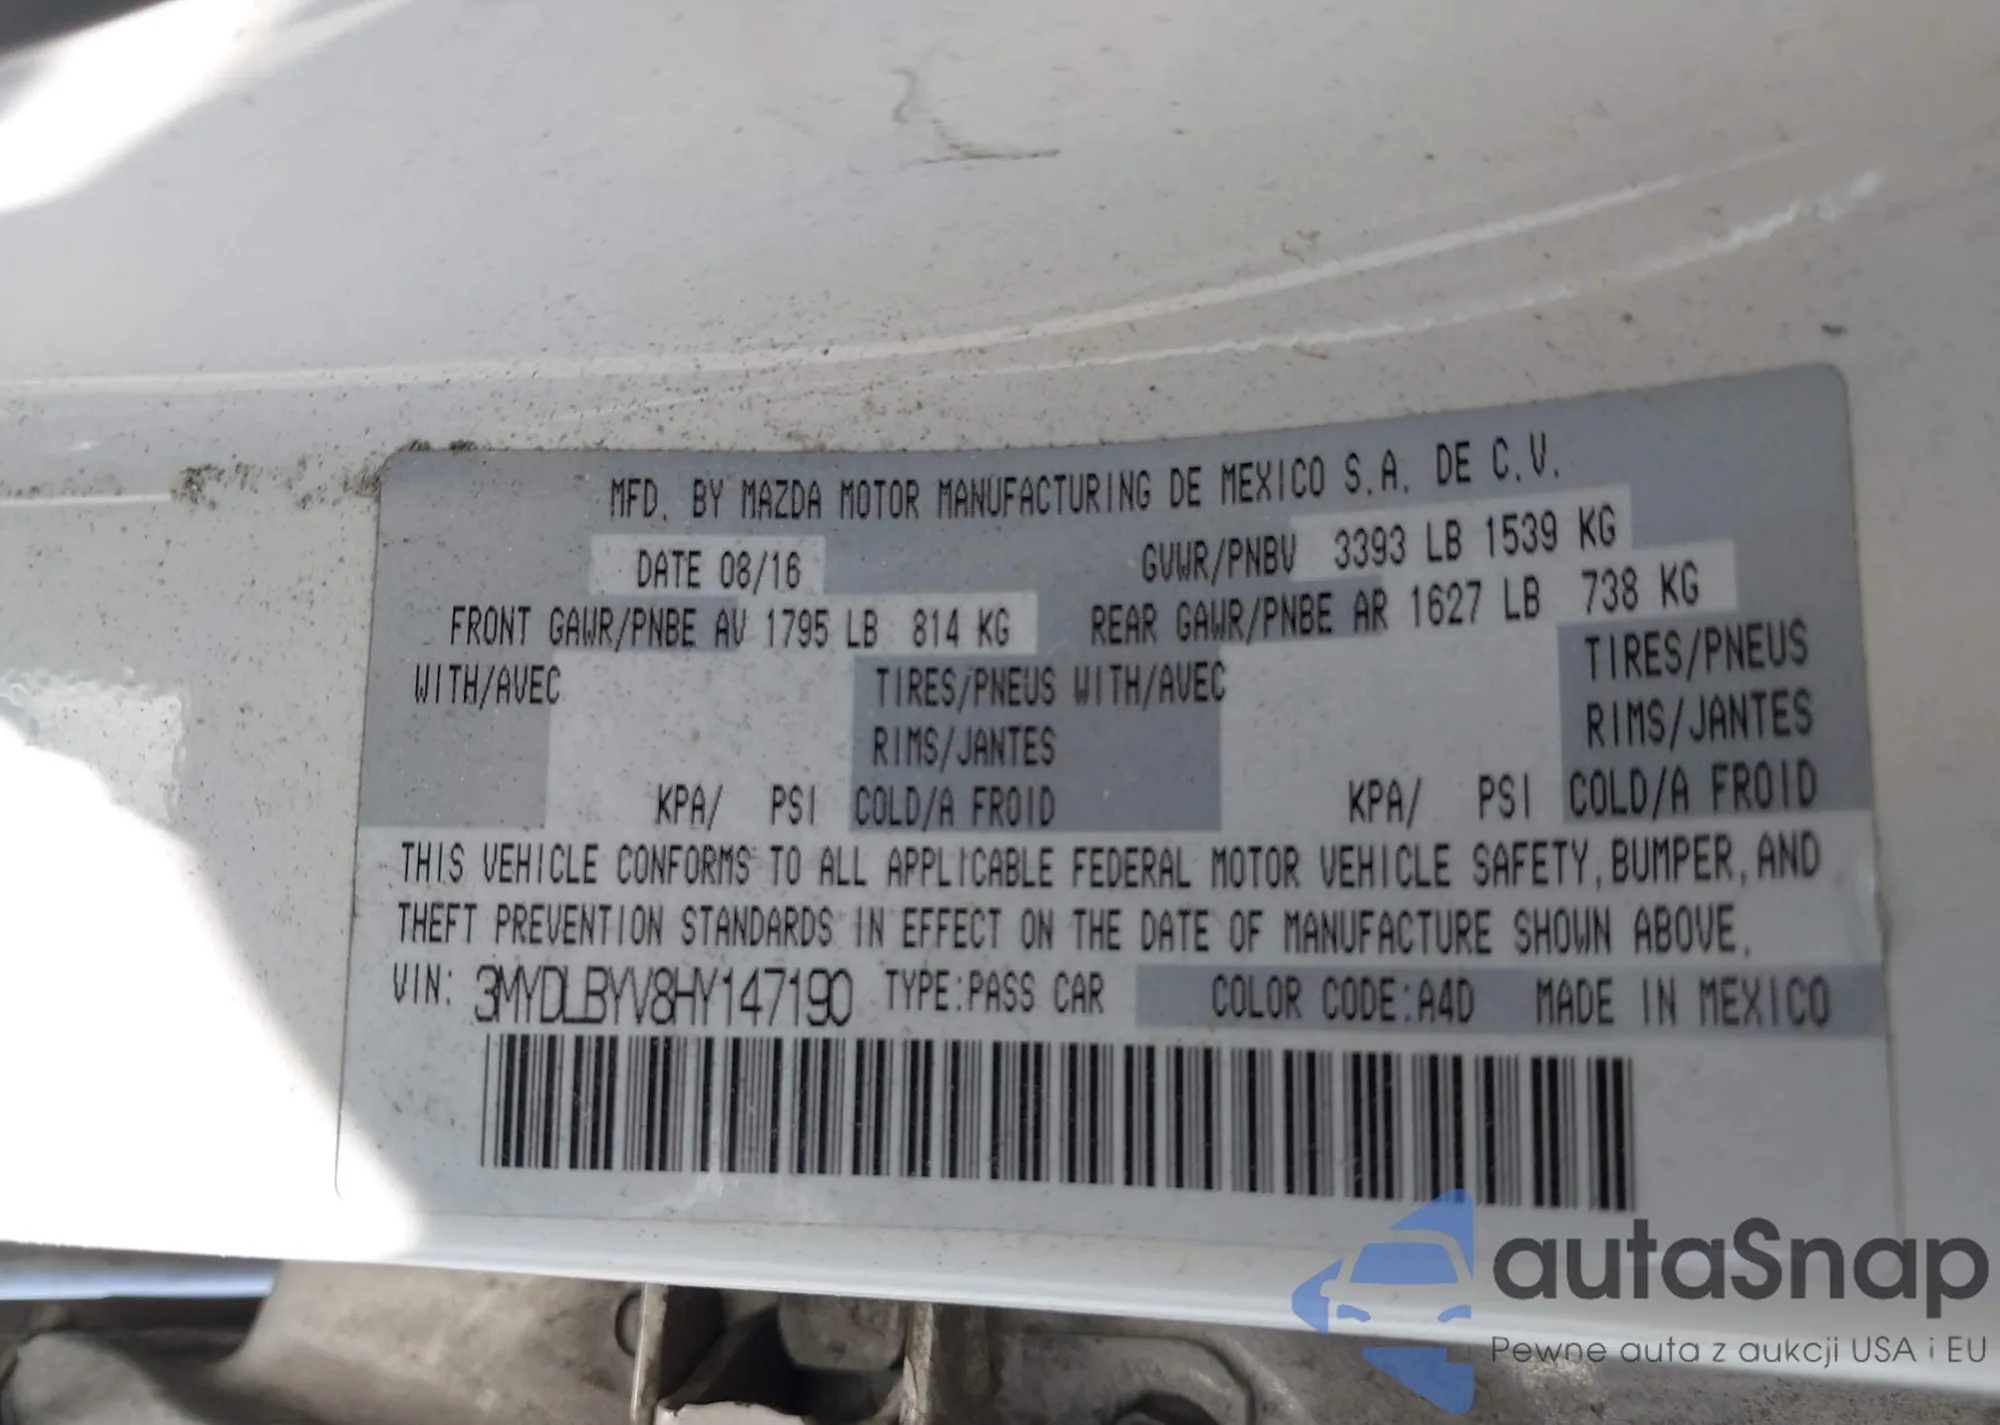 MFD. BY MAZDA MOTOR MANUFACTURING DE MEXICO S.A. DE C.V.
DATE 08/16 GVWR/PNBV 3393 LB 1539 KG
FRONT GAWR/PNBE AV 1795 LB 814 KG REAR GAWR/PNBE AR 1627 LB 738 KG
WITH/AVEC TIRES/PNEUS WITH/AVEC TIRES/PNEUS
RIMS/JANTES RIMS/JANTES
KPA/ PSI COLD/A FROID KPA/ PSI COLD/A FROID
THIS VEHICLE CONFORMS TO ALL APPLICABLE FEDERAL MOTOR VEHICLE SAFETY, BUMPER, AND
THEFT PREVENTION STANDARDS IN EFFECT ON THE DATE OF MANUFACTURE SHOWN ABOVE.
VIN: 3MYDLBYV8HY147190 TYPE:PASS CAR COLOR CODE:A4D MADE IN MEXICO
autaSnap
Pewne auta z aukcji USA i EU